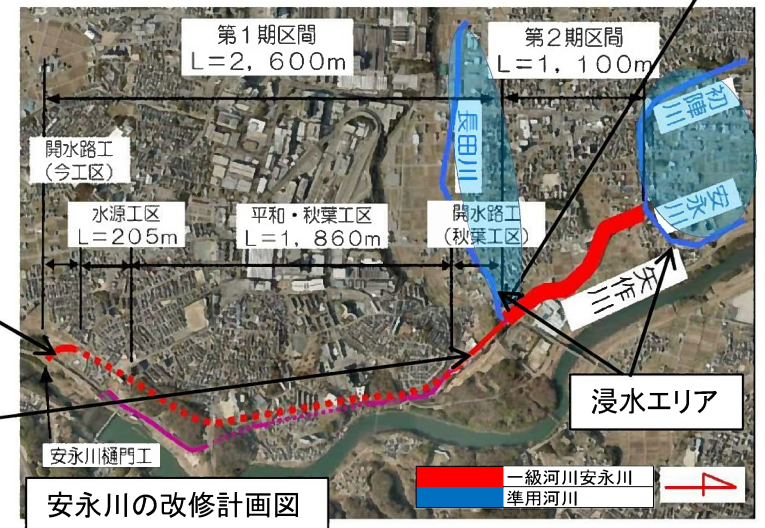 第1期区間
L=2,600m
第2期区間
L=1,100m
初陣川
長田川
開水路工
(今工区)
水源工区
L=205m
平和・秋葉工区
L=1,860m
開水路工
(秋葉工区)
安永川
矢作川
浸水エリア
安永川樋門工
一級河川安永川
準用河川
安永川の改修計画図